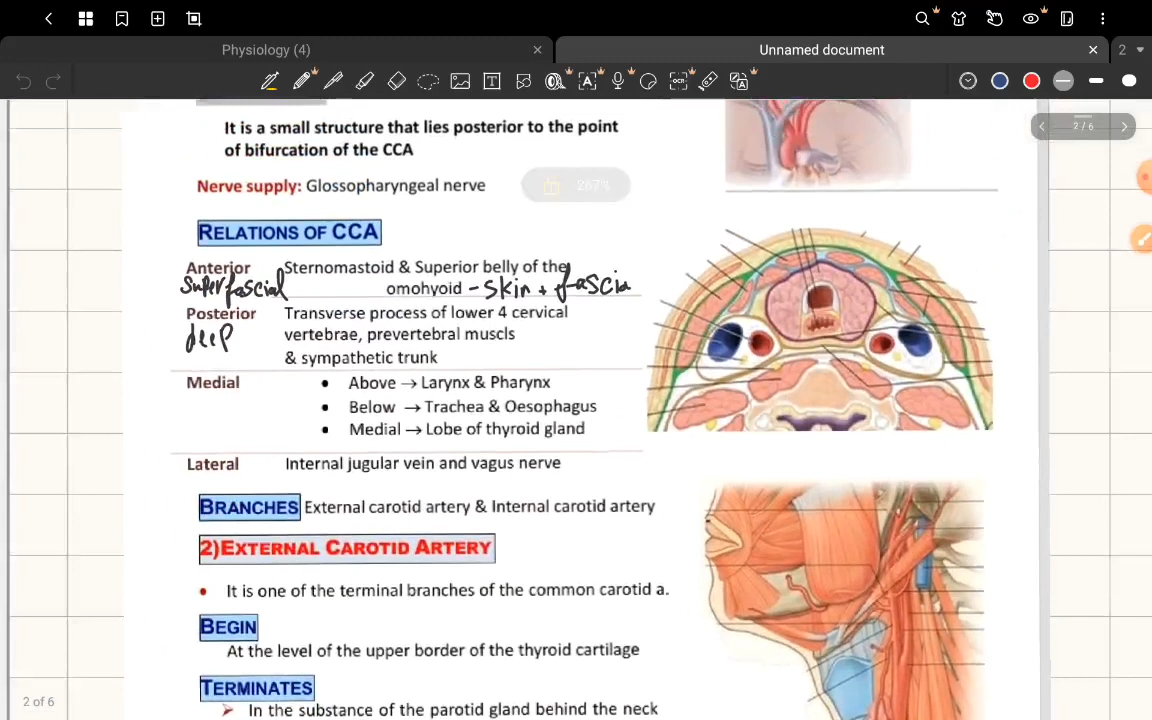 Physiology (4)
Unnamed document
2
2 / 6
It is a small structure that lies posterior to the point
of bifurcation of the CCA
Nerve supply: Glossopharyngeal nerve
267%
RELATIONS OF CCA
Anterior Sternomastoid & Superior belly of the
omohyoid - skin + fascia
superfascial
Posterior Transverse process of lower 4 cervical
deep vertebrae, prevertebral muscls
& sympathetic trunk
Medial • Above → Larynx & Pharynx
• Below → Trachea & Oesophagus
• Medial → Lobe of thyroid gland
Lateral Internal jugular vein and vagus nerve
BRANCHES External carotid artery & Internal carotid artery
2)EXTERNAL CAROTID ARTERY
• It is one of the terminal branches of the common carotid a.
BEGIN
At the level of the upper border of the thyroid cartilage
TERMINATES
➢ In the substance of the parotid gland behind the neck
2 of 6